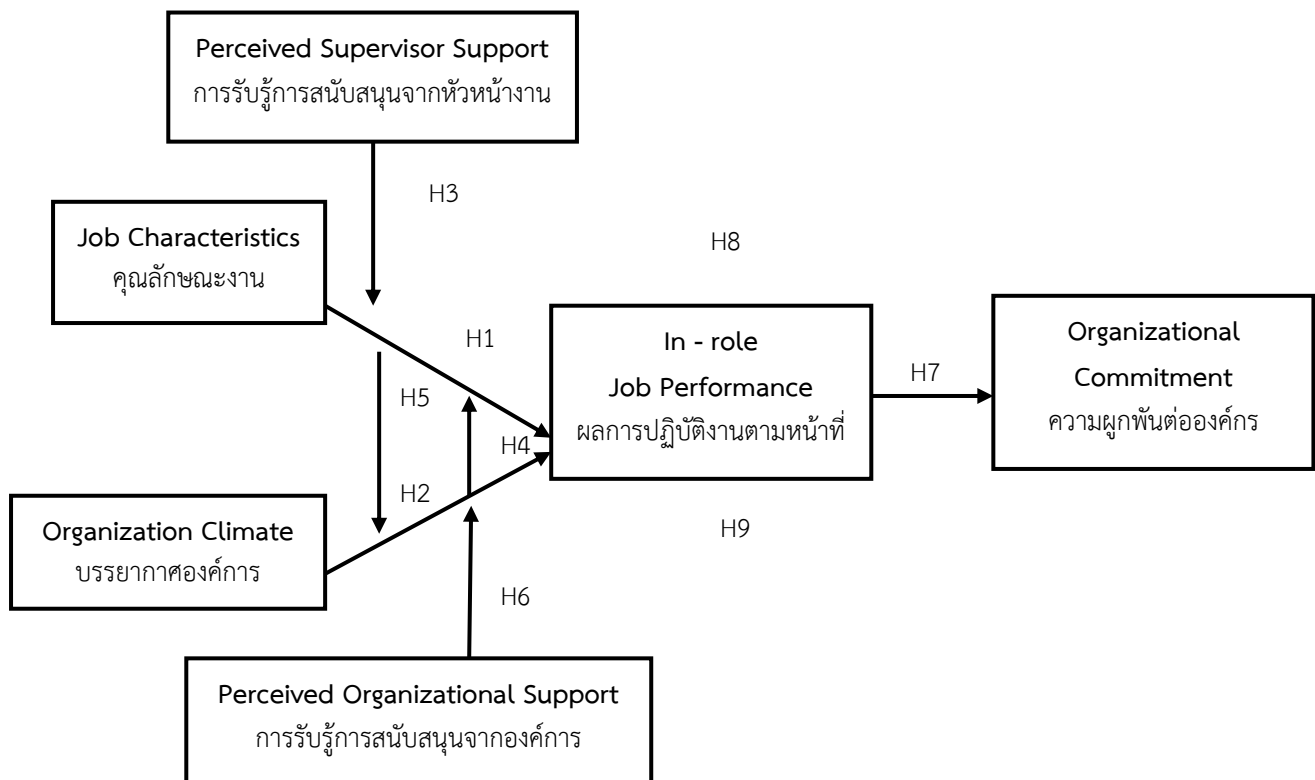 Perceived Supervisor Support
การรับรู้การสนับสนุนจากหัวหน้างาน
H3
Job Characteristics
คุณลักษณะงาน
H8
H1
In - role
Job Performance
ผลการปฏิบัติงานตามหน้าที่
H7
Organizational
Commitment
ความผูกพันต่อองค์กร
H5
H4
H2
Organization Climate
บรรยากาศองค์การ
H9
H6
Perceived Organizational Support
การรับรู้การสนับสนุนจากองค์การ